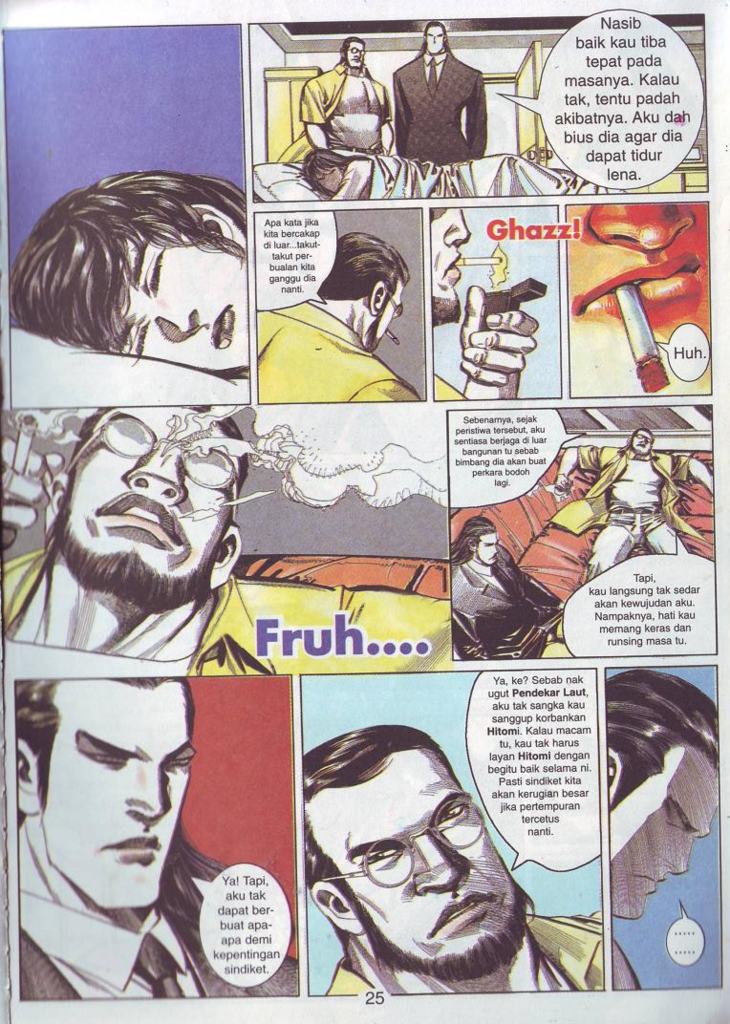 Nasib
baik kau tiba
tepat pada
masanya. Kalau
tak, tentu padah
akibatnya. Aku dah
bius dia agar dia
dapat tidur
lena.
Apa kata jika
kita bercakap
di luar...takut-
takut per-
bualan kita
ganggu dia
nanti.
Ghazz!
Huh.
Fruh....
Sebenarnya, sejak
peristiwa tersebut, aku
sentiasa berjaga di luar
bangunan tu sebab
bimbang dia akan buat
perkara bodoh
lagi.
Tapi,
kau langsung tak sedar
akan kewujudan aku.
Nampaknya, hati kau
memang keras dan
runsing masa tu.
Ya! Tapi,
aku tak
dapat ber-
buat apa-
apa demi
kepentingan
sindiket.
Ya, ke? Sebab nak
ugut Pendekar Laut,
aku tak sangka kau
sanggup korbankan
Hitomi. Kalau macam
tu, kau tak harus
layan Hitomi dengan
begitu baik selama ni.
Pasti sindiket kita
akan kerugian besar
jika pertempuran
tercetus
nanti.
.....
.....
25